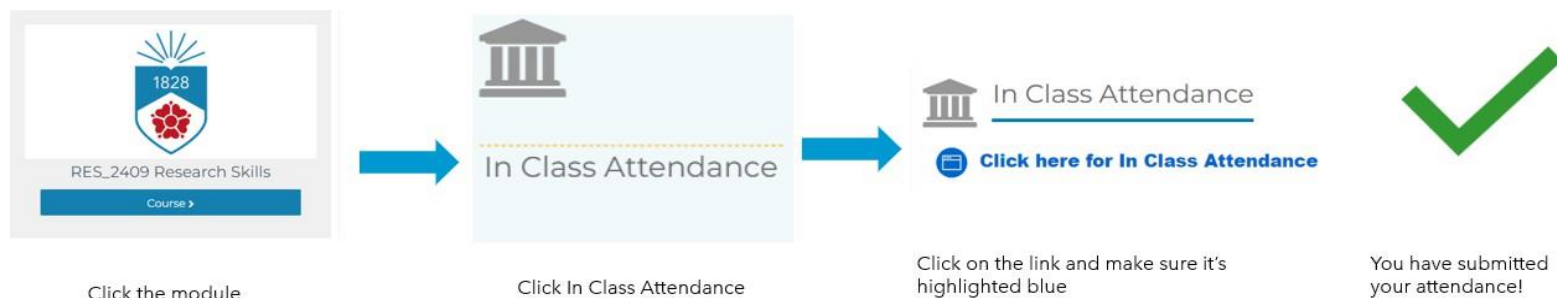 1828
RES_2409 Research Skills
Course >
Click the module
In Class Attendance
Click In Class Attendance
In Class Attendance
Click here for In Class Attendance
Click on the link and make sure it's
highlighted blue
You have submitted
your attendance!